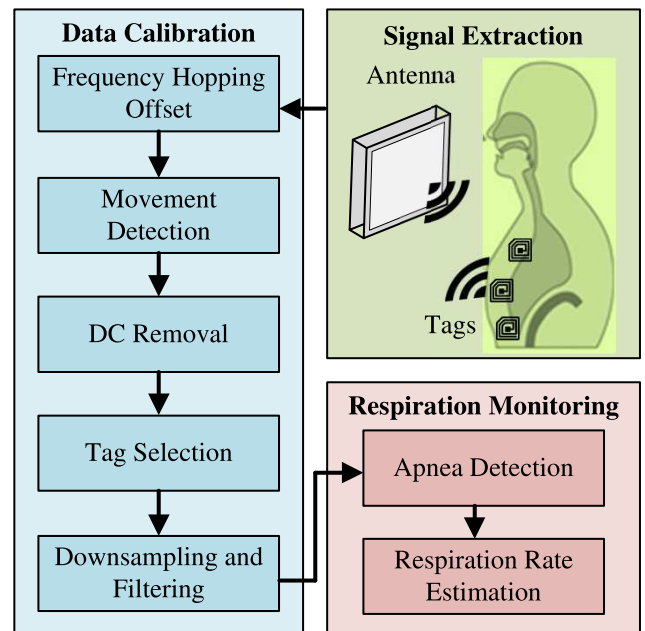 Data Calibration
Frequency Hopping
Offset
Movement
Detection
DC Removal
Tag Selection
Downsampling and
Filtering
Signal Extraction
Antenna
Tags
Respiration Monitoring
Apnea Detection
Respiration Rate
Estimation